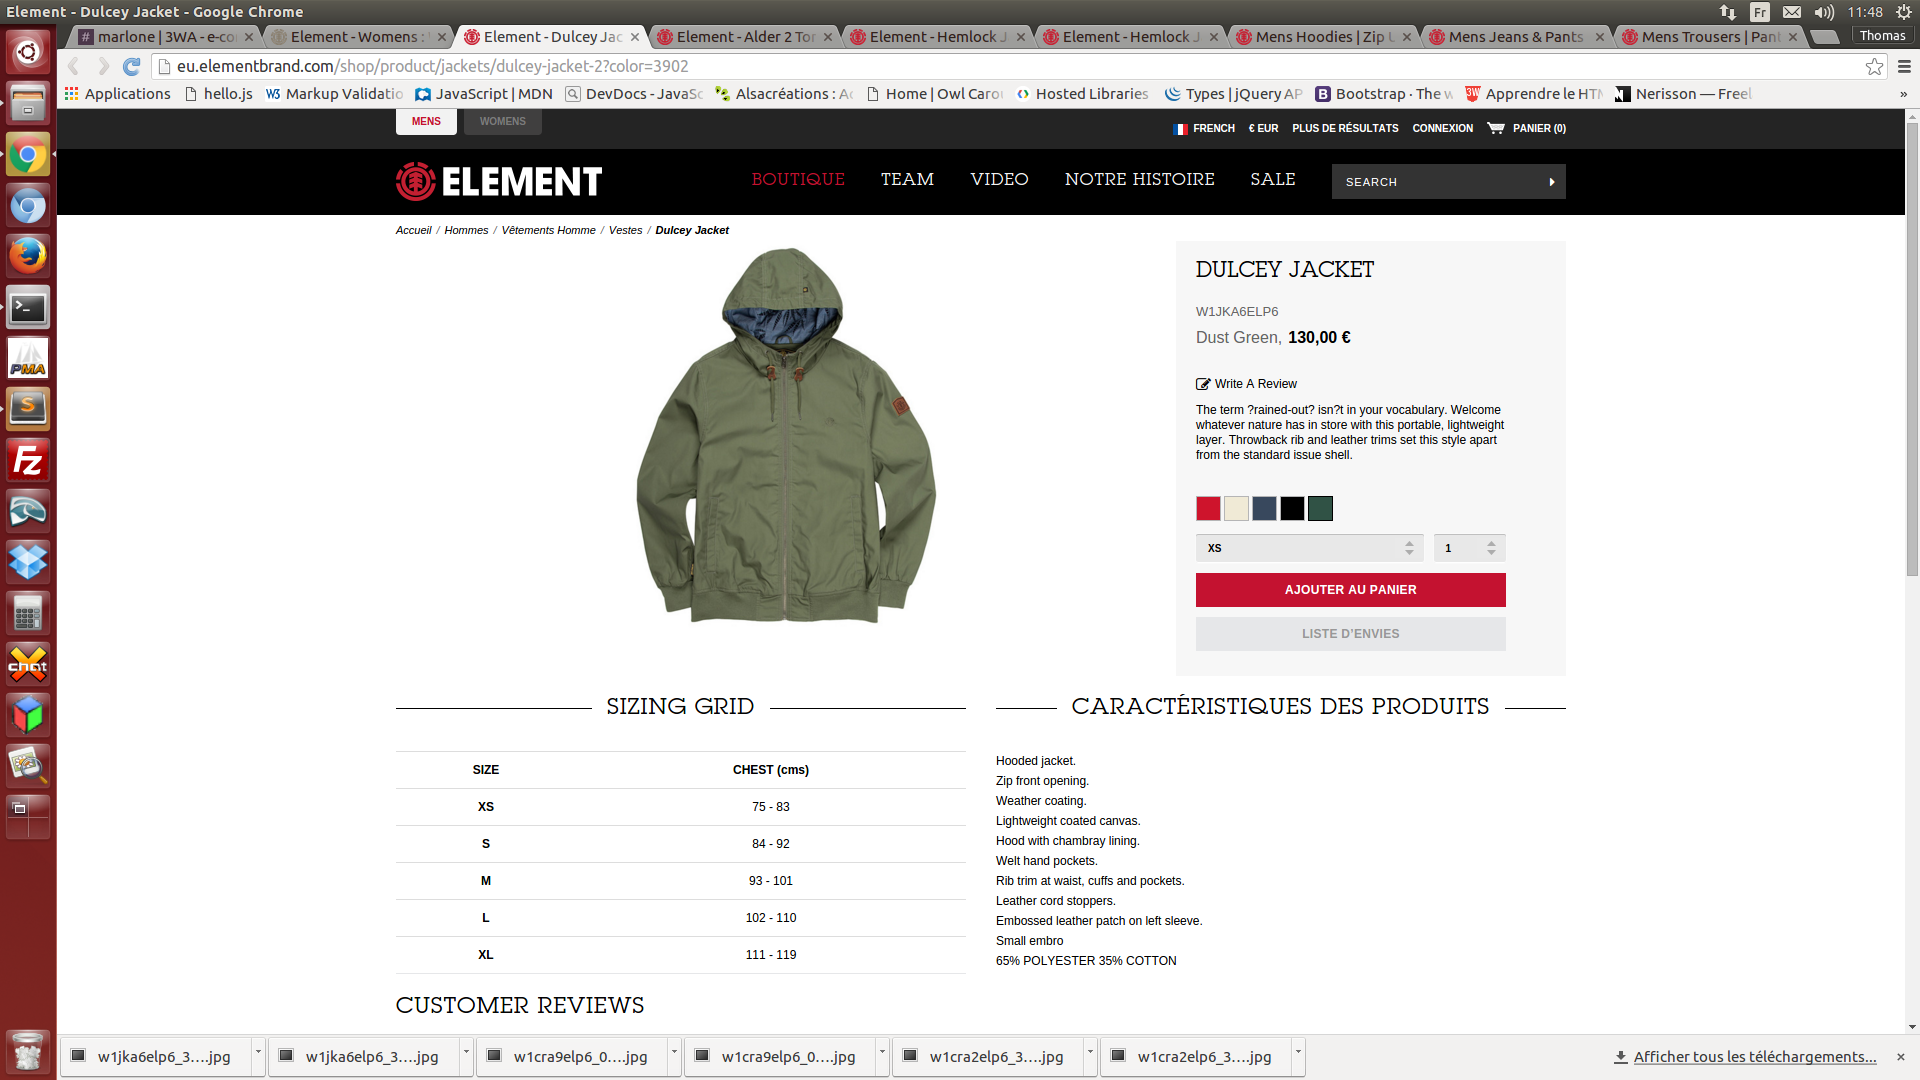 Element - Dulcey Jacket - Google Chrome
Fr
11:48
marlone | 3WA - e-co
Element - Womens :
Element - Dulcey Jac
Element - Alder 2 Tor
Element - Hemlock J
Element - Hemlock J
Mens Hoodies | Zip U
Mens Jeans & Pants
Mens Trousers | Pant
Thomas
eu.elementbrand.com/shop/product/jackets/dulcey-jacket-2?color=3902
Applications
hello.js
Markup Validatio
JavaScript | MDN
DevDocs - JavaSc
Alsacréations : Ac
Home | Owl Carou
Hosted Libraries
Types | jQuery AP
Bootstrap · The w
Apprendre le HTM
Nerisson — Freel
»
MENS
WOMENS
FRENCH
€ EUR
PLUS DE RÉSULTATS
CONNEXION
PANIER (0)
ELEMENT
BOUTIQUE
TEAM
VIDEO
NOTRE HISTOIRE
SALE
SEARCH
Accueil / Hommes / Vêtements Homme / Vestes / Dulcey Jacket
DULCEY JACKET
W1JKA6ELP6
Dust Green, 130,00 €
Write A Review
The term ?rained-out? isn?t in your vocabulary. Welcome
whatever nature has in store with this portable, lightweight
layer. Throwback rib and leather trims set this style apart
from the standard issue shell.
XS
1
AJOUTER AU PANIER
LISTE D'ENVIES
SIZING GRID
SIZE CHEST (cms)
XS 75 - 83
S 84 - 92
M 93 - 101
L 102 - 110
XL 111 - 119
CARACTÉRISTIQUES DES PRODUITS
Hooded jacket.
Zip front opening.
Weather coating.
Lightweight coated canvas.
Hood with chambray lining.
Welt hand pockets.
Rib trim at waist, cuffs and pockets.
Leather cord stoppers.
Embossed leather patch on left sleeve.
Small embro
65% POLYESTER 35% COTTON
CUSTOMER REVIEWS
PMA
S
Fz
chat
w1jka6elp6_3....jpg
w1jka6elp6_3....jpg
w1cra9elp6_0....jpg
w1cra9elp6_0....jpg
w1cra2elp6_3....jpg
w1cra2elp6_3....jpg
Afficher tous les téléchargements...